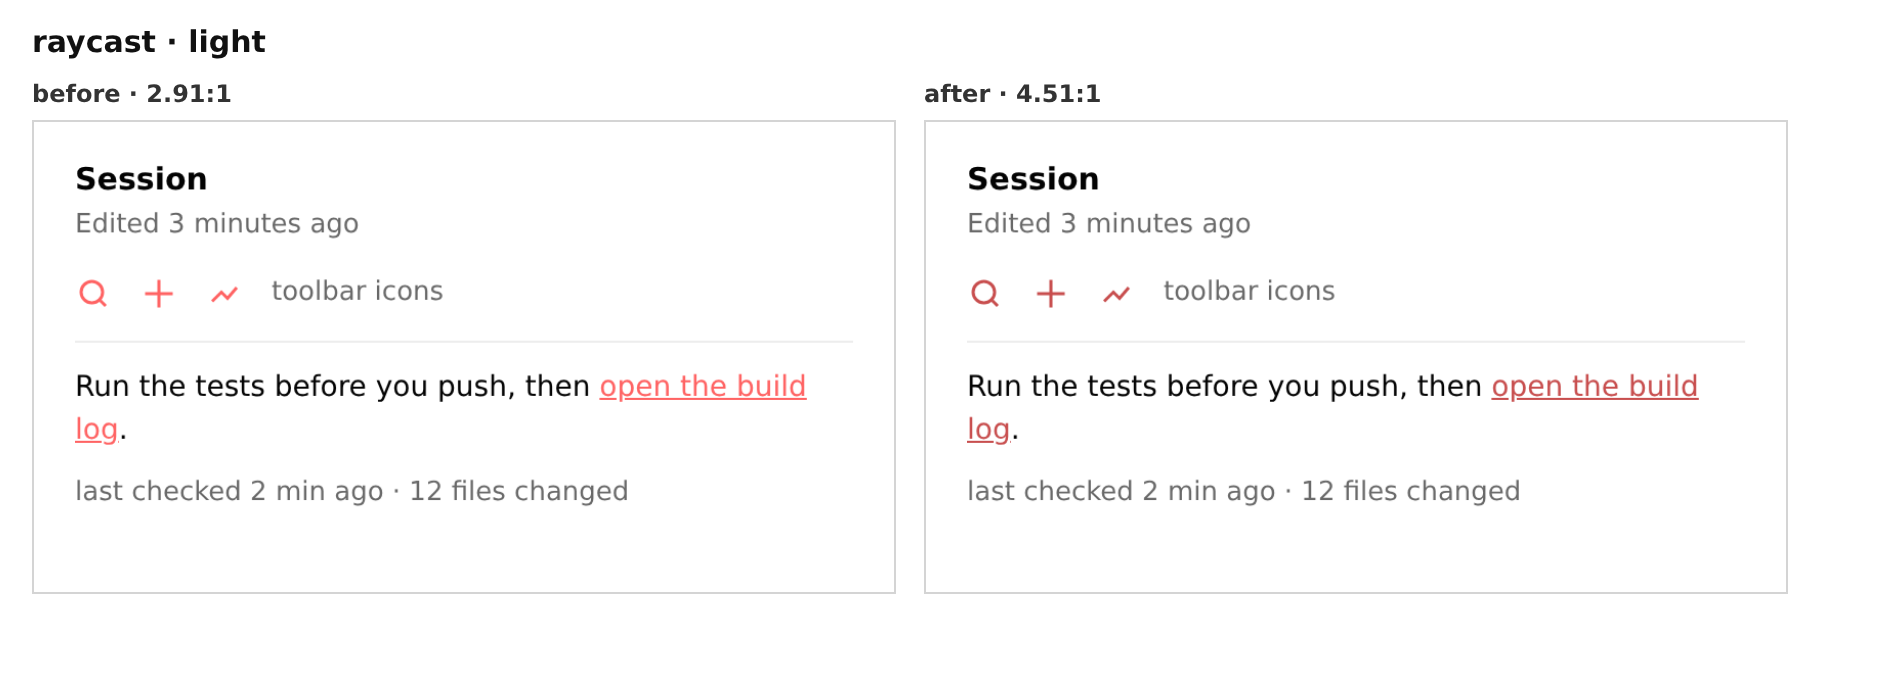 raycast · light
before · 2.91:1
Session
Edited 3 minutes ago
toolbar icons
Run the tests before you push, then open the build
log.
last checked 2 min ago · 12 files changed
after · 4.51:1
Session
Edited 3 minutes ago
toolbar icons
Run the tests before you push, then open the build
log.
last checked 2 min ago · 12 files changed